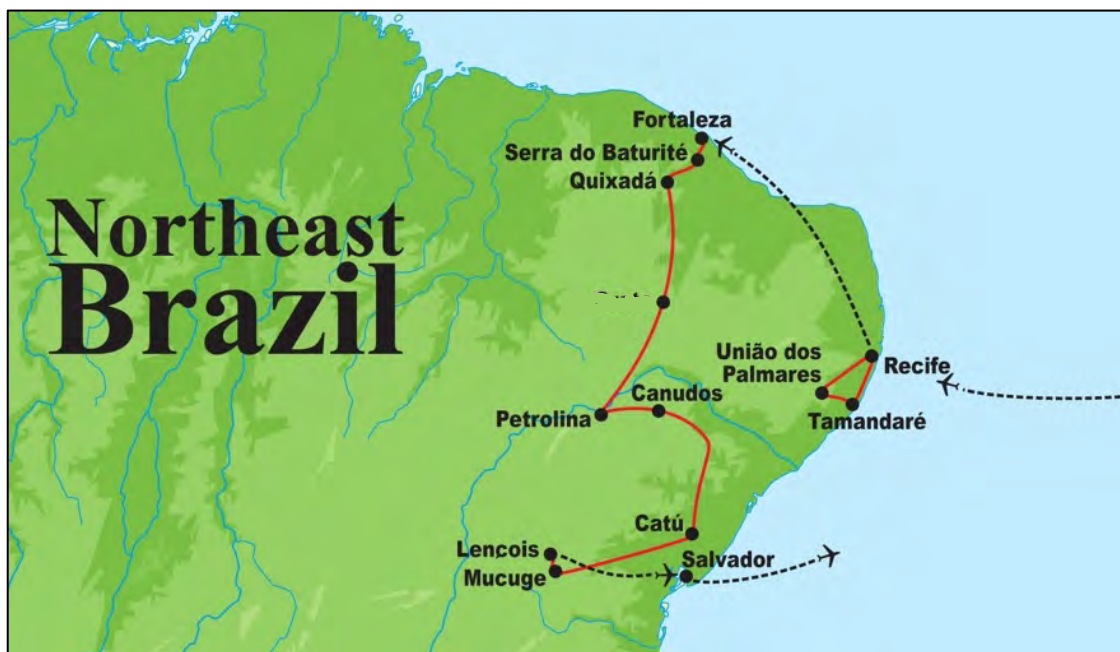 Northeast
Brazil
Fortaleza
Serra do Baturité
Quixadá
União dos
Palmares
Recife
Canudos
Petrolina
Tamandaré
Catú
Lencois
Salvador
Mucuge